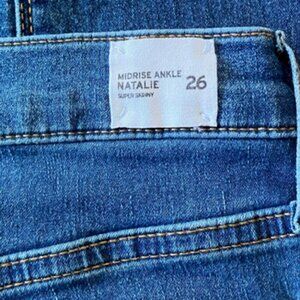 MIDRISE ANKLE
NATALIE 26
SUPER SKINNY